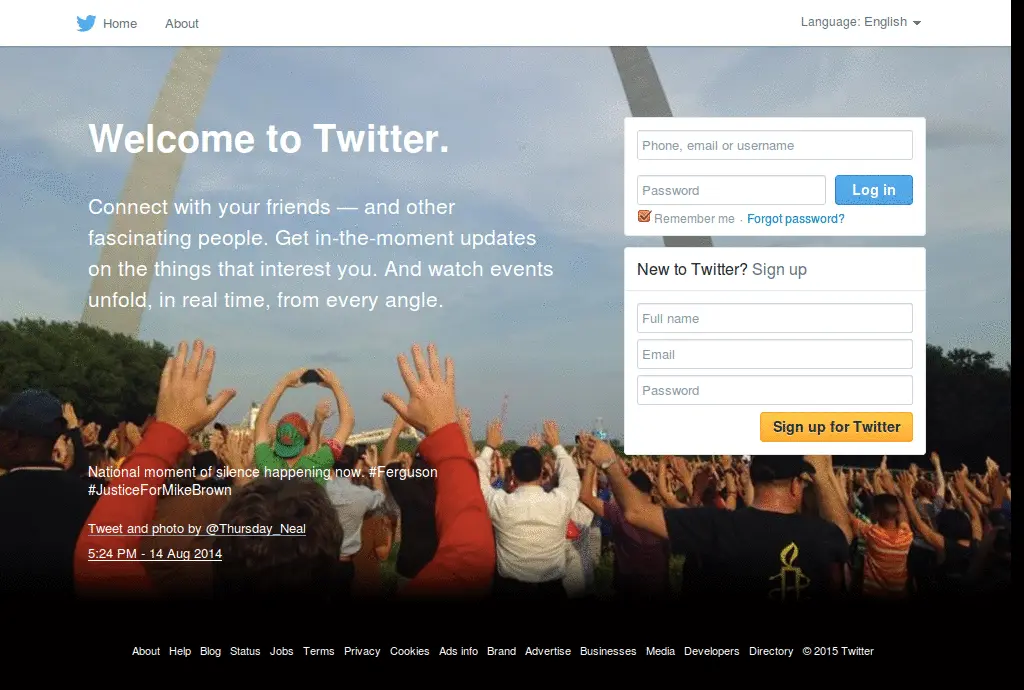 Home
About
Language: English
Welcome to Twitter.
Connect with your friends — and other
fascinating people. Get in-the-moment updates
on the things that interest you. And watch events
unfold, in real time, from every angle.
Phone, email or username
Password
Log in
Remember me · Forgot password?
New to Twitter? Sign up
Full name
Email
Password
Sign up for Twitter
National moment of silence happening now. #Ferguson
#JusticeForMikeBrown
Tweet and photo by @Thursday_Neal
5:24 PM - 14 Aug 2014
About Help Blog Status Jobs Terms Privacy Cookies Ads info Brand Advertise Businesses Media Developers Directory © 2015 Twitter